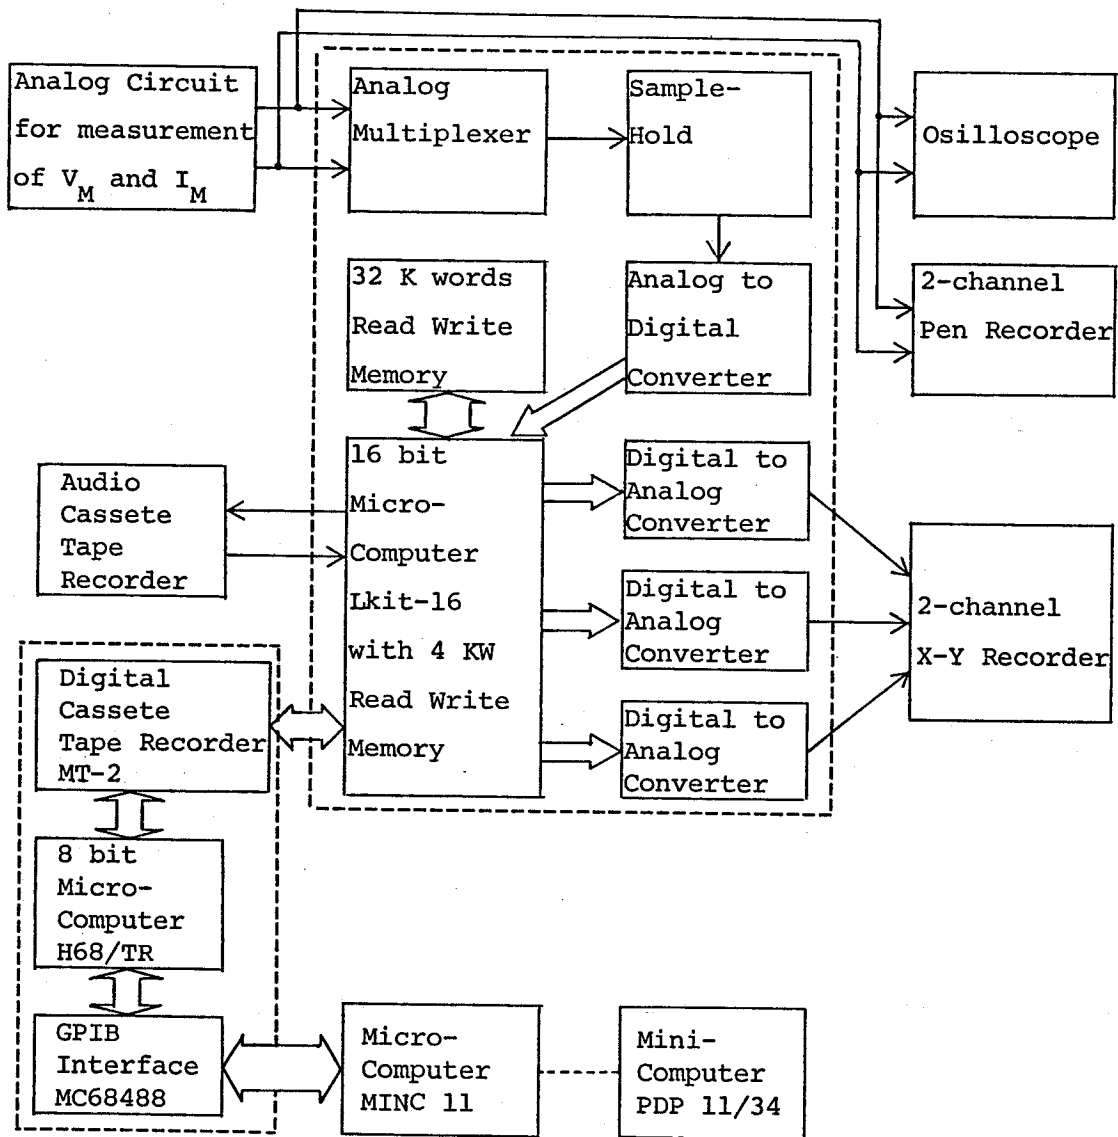 Analog Circuit
for measurement
of V_M and I_M
Analog
Multiplexer
Sample-
Hold
Osilloscope
32 K words
Read Write
Memory
Analog to
Digital
Converter
2-channel
Pen Recorder
Audio
Cassete
Tape
Recorder
16 bit
Micro-
Computer
Lkit-16
with 4 KW
Read Write
Memory
Digital to
Analog
Converter
Digital to
Analog
Converter
Digital to
Analog
Converter
2-channel
X-Y Recorder
Digital
Cassete
Tape Recorder
MT-2
8 bit
Micro-
Computer
H68/TR
GPIB
Interface
MC68488
Micro-
Computer
MINC 11
Mini-
Computer
PDP 11/34